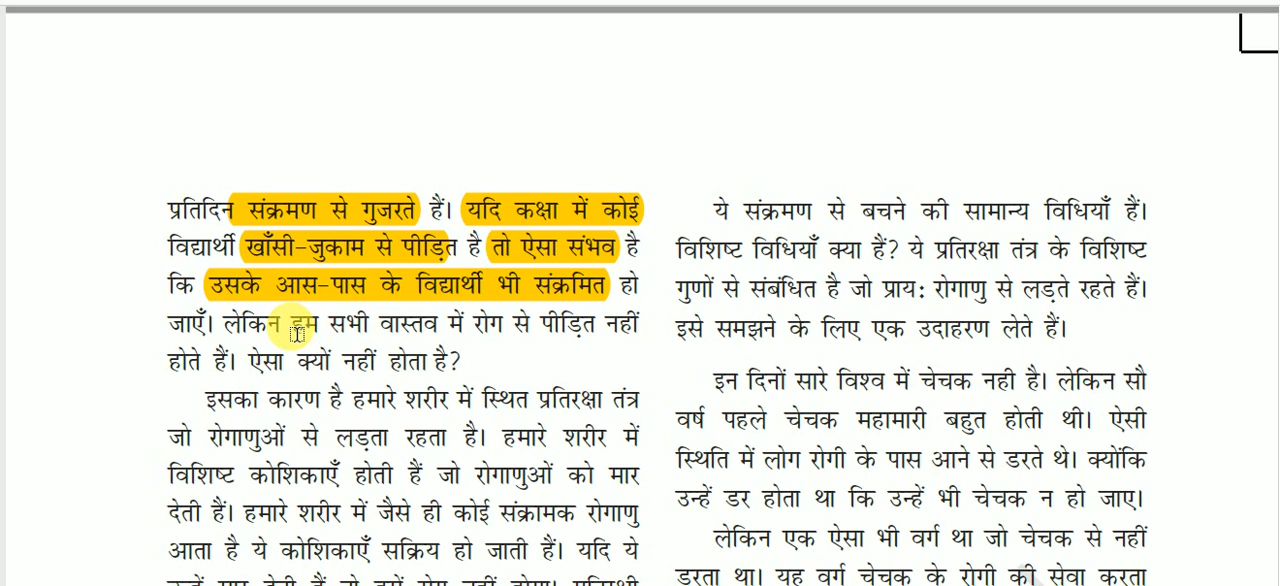 प्रतिदिन संक्रमण से गुजरते हैं। यदि कक्षा में कोई
विद्यार्थी खाँसी-जुकाम से पीड़ित है तो ऐसा संभव है
कि उसके आस-पास के विद्यार्थी भी संक्रमित हो
जाएँ। लेकिन हम सभी वास्तव में रोग से पीड़ित नहीं
होते हैं। ऐसा क्यों नहीं होता है?
इसका कारण है हमारे शरीर में स्थित प्रतिरक्षा तंत्र
जो रोगाणुओं से लड़ता रहता है। हमारे शरीर में
विशिष्ट कोशिकाएँ होती हैं जो रोगाणुओं को मार
देती हैं। हमारे शरीर में जैसे ही कोई संक्रामक रोगाणु
आता है ये कोशिकाएँ सक्रिय हो जाती हैं। यदि ये
ये संक्रमण से बचने की सामान्य विधियाँ हैं।
विशिष्ट विधियाँ क्या हैं? ये प्रतिरक्षा तंत्र के विशिष्ट
गुणों से संबंधित है जो प्राय: रोगाणु से लड़ते रहते हैं।
इसे समझने के लिए एक उदाहरण लेते हैं।
इन दिनों सारे विश्व में चेचक नही है। लेकिन सौ
वर्ष पहले चेचक महामारी बहुत होती थी। ऐसी
स्थिति में लोग रोगी के पास आने से डरते थे। क्योंकि
उन्हें डर होता था कि उन्हें भी चेचक न हो जाए।
लेकिन एक ऐसा भी वर्ग था जो चेचक से नहीं
डरता था। यह वर्ग चेचक के रोगी की सेवा करता